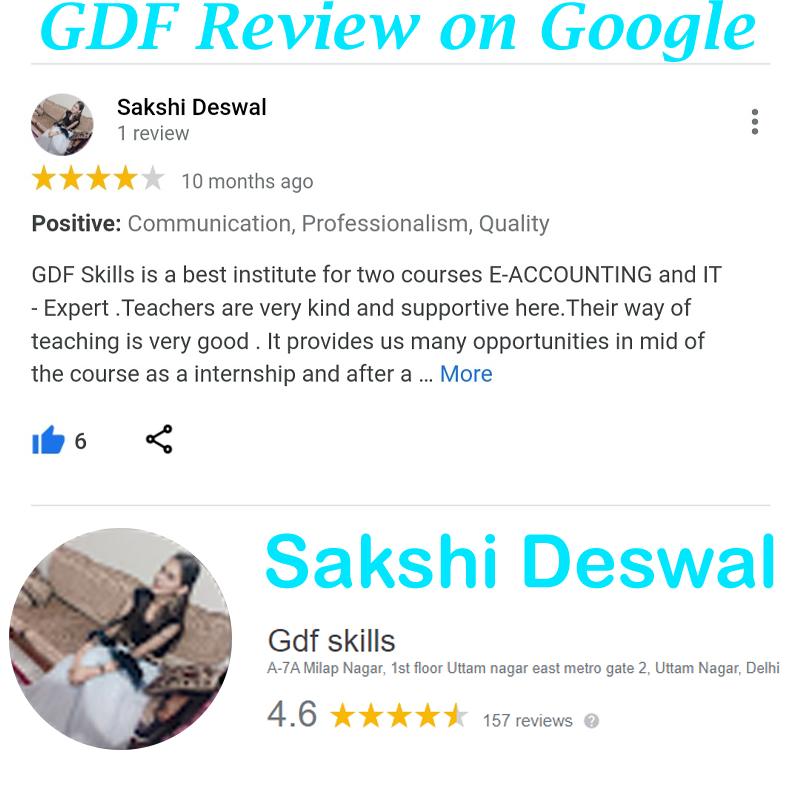 GDF Review on Google
Sakshi Deswal
1 review
10 months ago
Positive: Communication, Professionalism, Quality
GDF Skills is a best institute for two courses E-ACCOUNTING and IT
- Expert .Teachers are very kind and supportive here.Their way of
teaching is very good . It provides us many opportunities in mid of
the course as a internship and after a ... More
6
Sakshi Deswal
Gdf skills
A-7A Milap Nagar, 1st floor Uttam nagar east metro gate 2, Uttam Nagar, Delhi
4.6 157 reviews ?